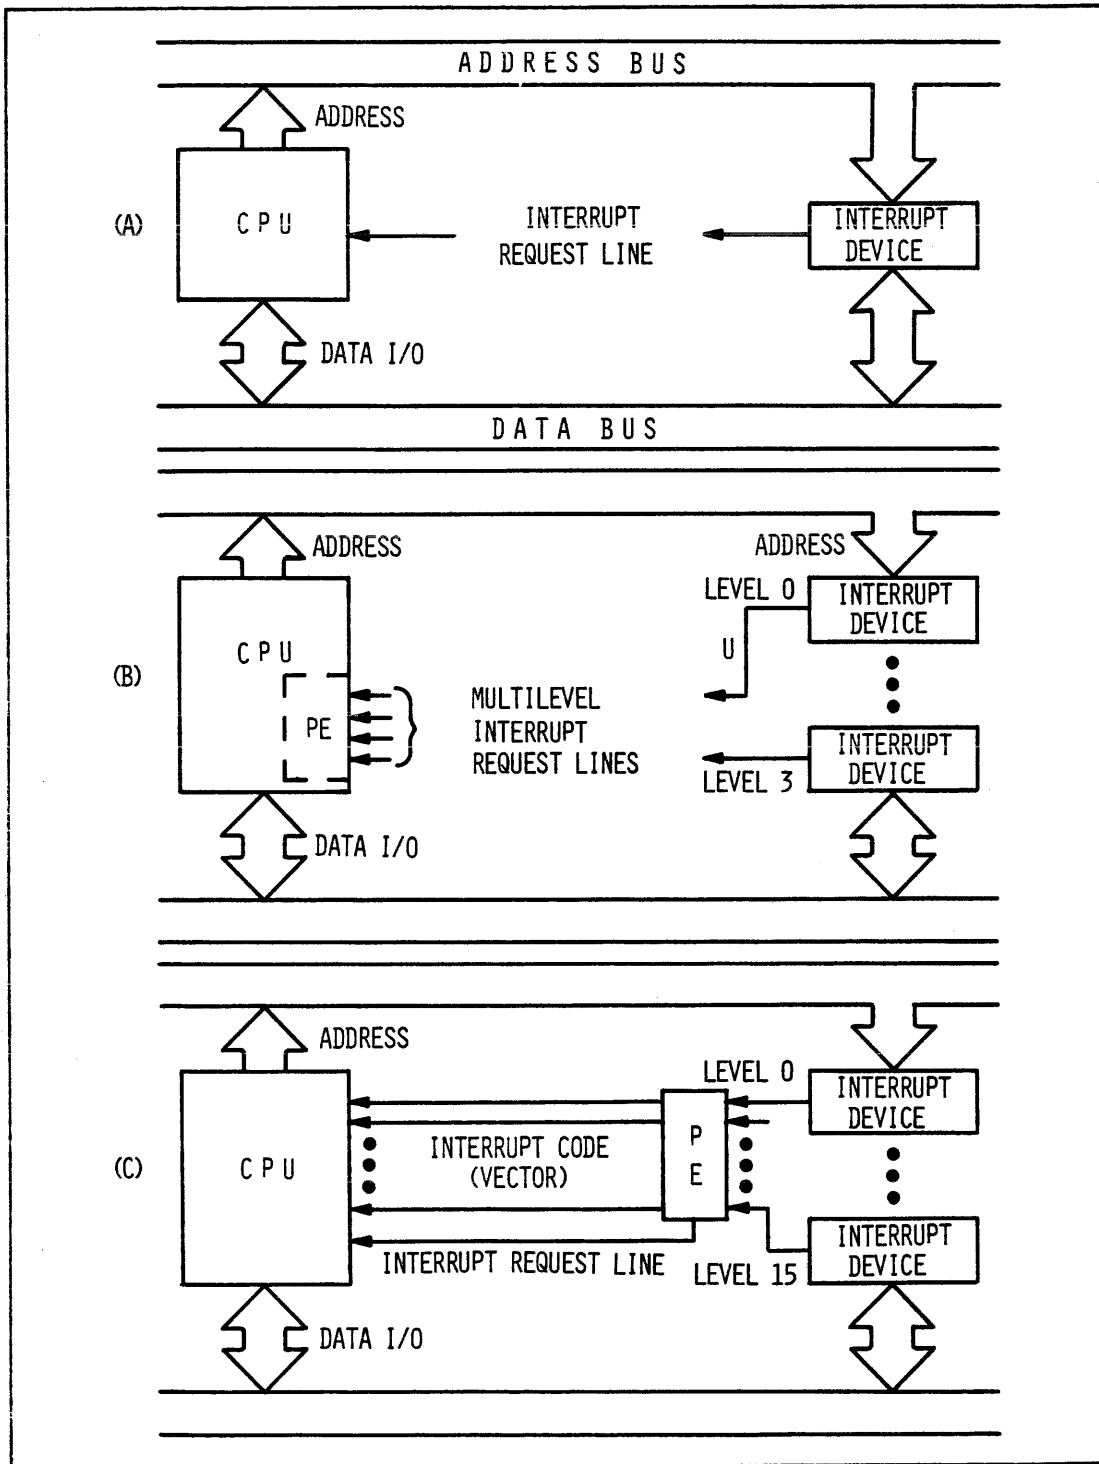 ADDRESS BUS
ADDRESS
(A)
CPU
INTERRUPT
REQUEST LINE
INTERRUPT
DEVICE
DATA I/O
DATA BUS
ADDRESS
ADDRESS
LEVEL 0
INTERRUPT
DEVICE
U
(B)
CPU
PE
MULTILEVEL
INTERRUPT
REQUEST LINES
INTERRUPT
DEVICE
LEVEL 3
DATA I/O
ADDRESS
LEVEL 0
INTERRUPT
DEVICE
(C)
CPU
INTERRUPT CODE
(VECTOR)
P
E
INTERRUPT REQUEST LINE
LEVEL 15
INTERRUPT
DEVICE
DATA I/O